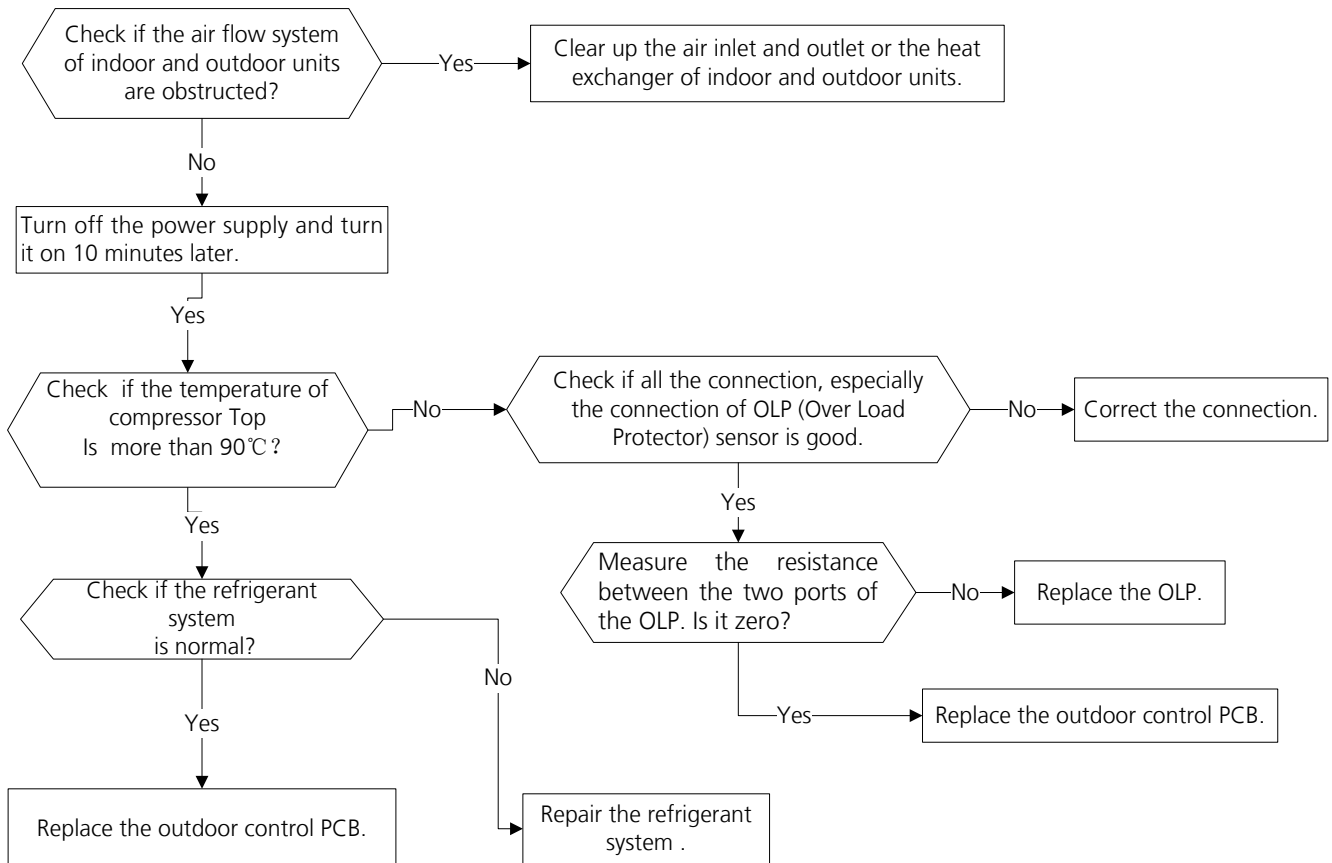 Check if the air flow system
of indoor and outdoor units
are obstructed?
Yes
Clear up the air inlet and outlet or the heat
exchanger of indoor and outdoor units.
No
Turn off the power supply and turn
it on 10 minutes later.
Yes
Check if the temperature of
compressor Top
Is more than 90℃?
No
Check if all the connection, especially
the connection of OLP (Over Load
Protector) sensor is good.
No
Correct the connection.
Yes
Yes
Check if the refrigerant
system
is normal?
Measure the resistance
between the two ports of
the OLP. Is it zero?
No
Replace the OLP.
No
Yes
Yes
Replace the outdoor control PCB.
Replace the outdoor control PCB.
Repair the refrigerant
system .